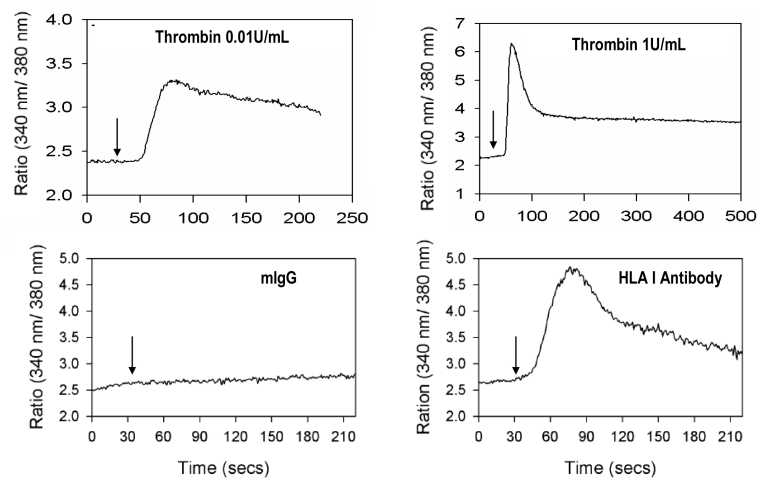 Thrombin 0.01U/mL
Ratio (340 nm/ 380 nm)
4.0
3.5
3.0
2.5
2.0
0 50 100 150 200 250
Thrombin 1U/mL
Ratio (340 nm/ 380 nm)
7
6
5
4
3
2
1
0 100 200 300 400 500
mIgG
Ratio (340 nm/ 380 nm)
5.0
4.5
4.0
3.5
3.0
2.5
2.0
0 30 60 90 120 150 180 210
Time (secs)
HLA I Antibody
Ration (340 nm/ 380 nm)
5.0
4.5
4.0
3.5
3.0
2.5
2.0
0 30 60 90 120 150 180 210
Time (secs)